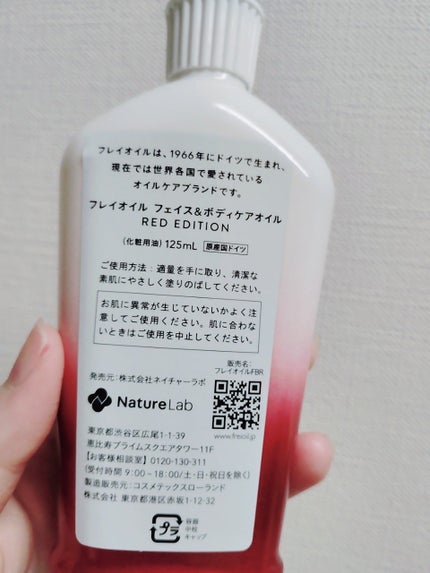 フレイオイルは、1966年にドイツで生まれ、
現在では世界各国で愛されている
オイルケアブランドです。
フレイオイル フェイス&ボディケアオイル
RED EDITION
(化粧用油) 125mL 原産国ドイツ
ご使用方法：適量を手に取り、清潔な
素肌にやさしく塗りのばしてください。
お肌に異常が生じていないかよく注
意してご使用ください。肌に合わな
いときはご使用を中止してください。
販売名：
フレイオイルFBR
発売元：株式会社ネイチャーラボ
NatureLab
www.freioil.jp
東京都渋谷区広尾1-1-39
恵比寿プライムスクエアタワー11F
【お客様相談室】0120-130-311
(受付時間 9:00-18:00/土・日・祝日を除く)
製造販売元：コスメテックスローランド
株式会社 東京都港区赤坂1-12-32
プラ
容器
中栓
キャップ